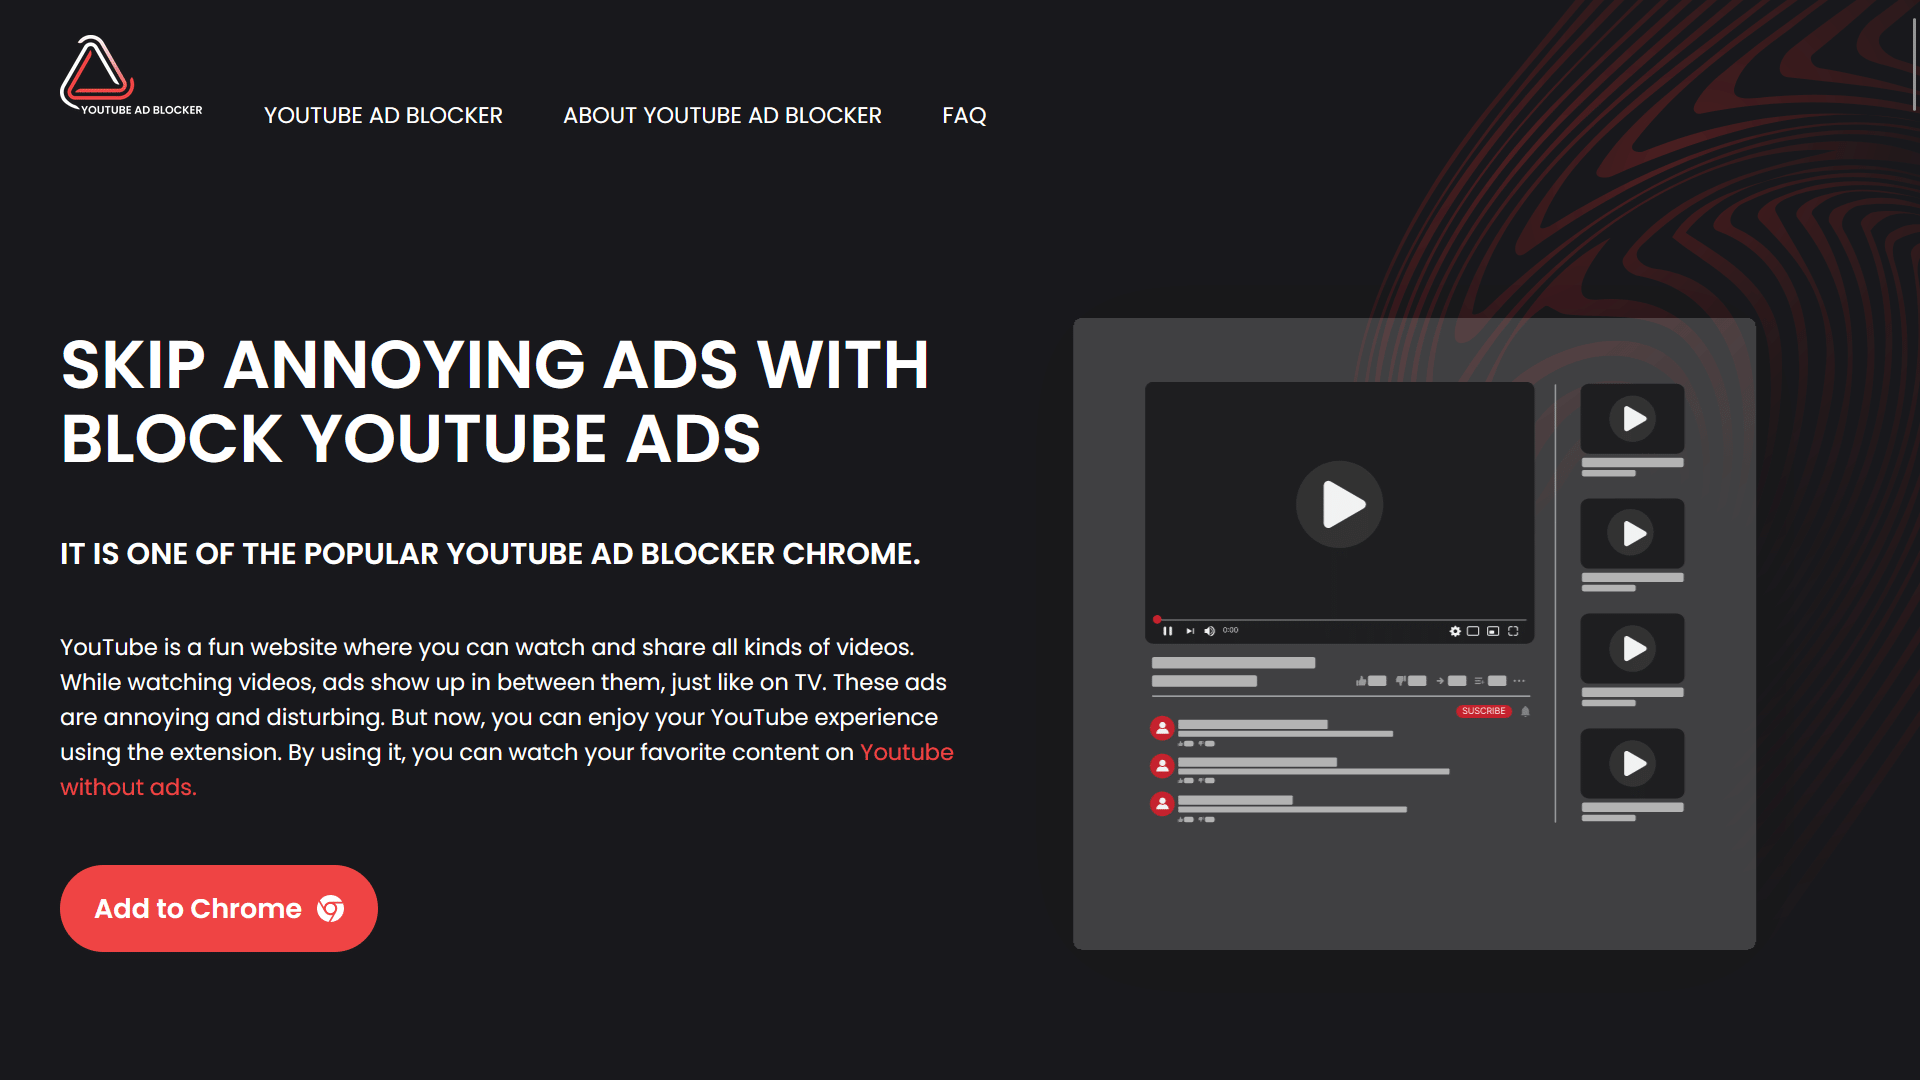 YOUTUBE AD BLOCKER
YOUTUBE AD BLOCKER
ABOUT YOUTUBE AD BLOCKER
FAQ
SKIP ANNOYING ADS WITH
BLOCK YOUTUBE ADS
IT IS ONE OF THE POPULAR YOUTUBE AD BLOCKER CHROME.
YouTube is a fun website where you can watch and share all kinds of videos.
While watching videos, ads show up in between them, just like on TV. These ads
are annoying and disturbing. But now, you can enjoy your YouTube experience
using the extension. By using it, you can watch your favorite content on Youtube
without ads.
Add to Chrome
0:00
SUSCRIBE